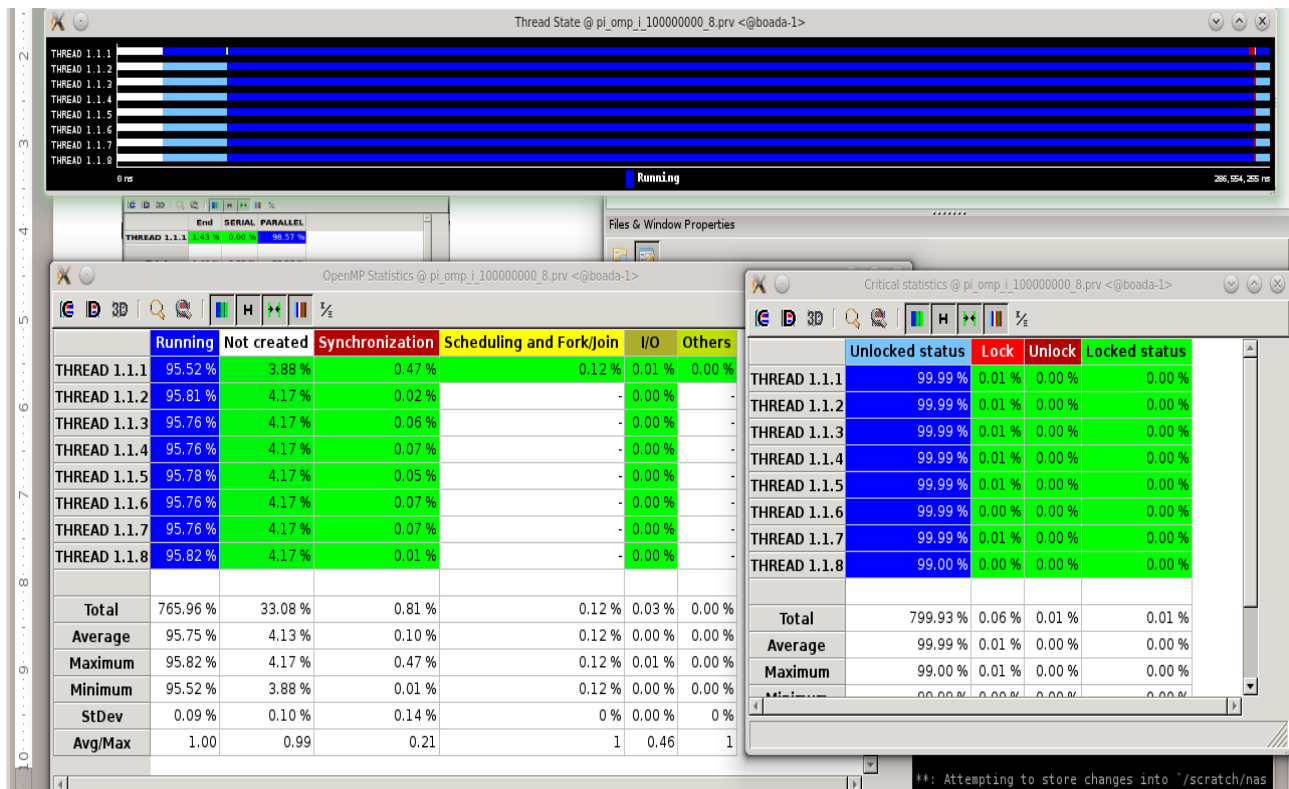 Thread State @ pi_omp_i_100000000_8.prv <@boada-1>
THREAD 1.1.1
THREAD 1.1.2
THREAD 1.1.3
THREAD 1.1.4
THREAD 1.1.5
THREAD 1.1.6
THREAD 1.1.7
THREAD 1.1.8
0 ns Running 286,554,255 ns
End SERIAL PARALLEL
THREAD 1.1.1 1.43 % 0.00 % 98.57 %
Files & Window Properties
OpenMP Statistics @ pi_omp_i_100000000_8.prv <@boada-1>
3D
Running Not created Synchronization Scheduling and Fork/Join I/O Others
THREAD 1.1.1 95.52 % 3.88 % 0.47 % 0.12 % 0.01 % 0.00 %
THREAD 1.1.2 95.81 % 4.17 % 0.02 % - 0.00 % -
THREAD 1.1.3 95.76 % 4.17 % 0.06 % - 0.00 % -
THREAD 1.1.4 95.76 % 4.17 % 0.07 % - 0.00 % -
THREAD 1.1.5 95.78 % 4.17 % 0.05 % - 0.00 % -
THREAD 1.1.6 95.76 % 4.17 % 0.07 % - 0.00 % -
THREAD 1.1.7 95.76 % 4.17 % 0.07 % - 0.00 % -
THREAD 1.1.8 95.82 % 4.17 % 0.01 % - 0.00 % -
Total 765.96 % 33.08 % 0.81 % 0.12 % 0.03 % 0.00 %
Average 95.75 % 4.13 % 0.10 % 0.12 % 0.00 % 0.00 %
Maximum 95.82 % 4.17 % 0.47 % 0.12 % 0.01 % 0.00 %
Minimum 95.52 % 3.88 % 0.01 % 0.12 % 0.00 % 0.00 %
StDev 0.09 % 0.10 % 0.14 % 0 % 0.00 % 0 %
Avg/Max 1.00 0.99 0.21 1 0.46 1
Critical statistics @ pi_omp_i_100000000_8.prv <@boada-1>
3D
Unlocked status Lock Unlock Locked status
THREAD 1.1.1 99.99 % 0.01 % 0.00 % 0.00 %
THREAD 1.1.2 99.99 % 0.01 % 0.00 % 0.00 %
THREAD 1.1.3 99.99 % 0.01 % 0.00 % 0.00 %
THREAD 1.1.4 99.99 % 0.01 % 0.00 % 0.00 %
THREAD 1.1.5 99.99 % 0.01 % 0.00 % 0.00 %
THREAD 1.1.6 99.99 % 0.00 % 0.00 % 0.00 %
THREAD 1.1.7 99.99 % 0.01 % 0.00 % 0.00 %
THREAD 1.1.8 99.00 % 0.00 % 0.00 % 0.00 %
Total 799.93 % 0.06 % 0.01 % 0.01 %
Average 99.99 % 0.01 % 0.00 % 0.00 %
Maximum 99.00 % 0.01 % 0.00 % 0.00 %
**: Attempting to store changes into `/scratch/nas
2
3
4
5
6
7
8
9
10